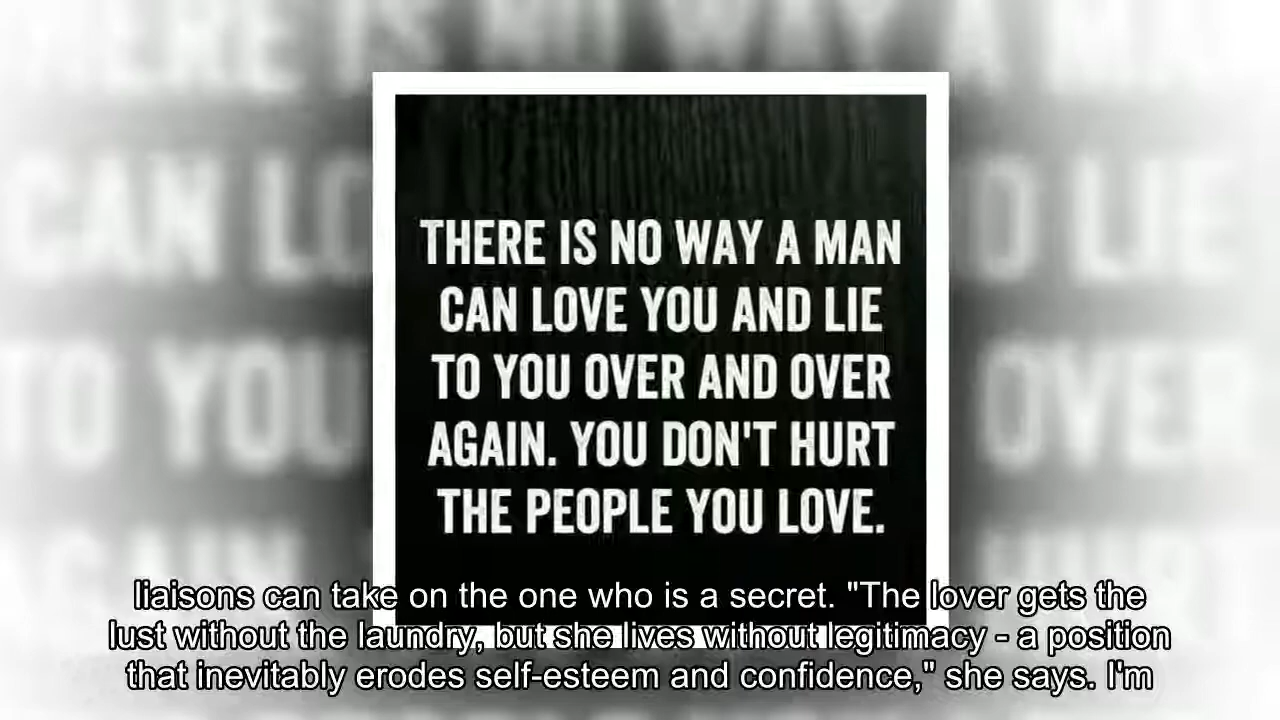 THERE IS NO WAY A MAN
CAN LOVE YOU AND LIE
TO YOU OVER AND OVER
AGAIN. YOU DON'T HURT
THE PEOPLE YOU LOVE.
liaisons can take on the one who is a secret. "The lover gets the
lust without the laundry, but she lives without legitimacy - a position
that inevitably erodes self-esteem and confidence," she says. I'm